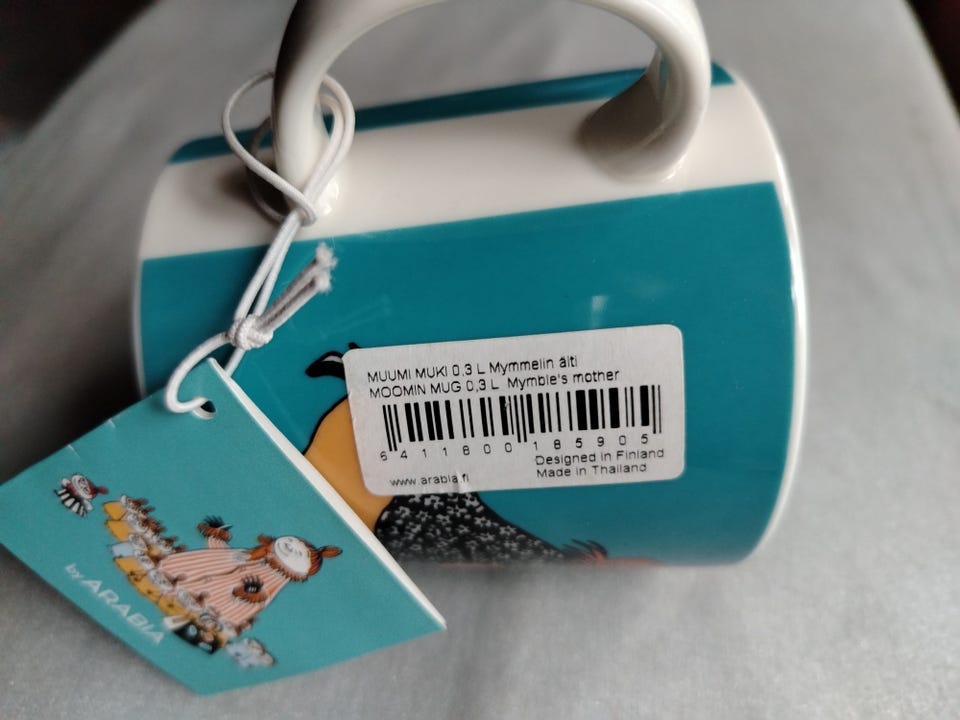 MUUMI MUKI 0,3 L Mymmelin äiti
MOOMIN MUG 0,3 L Mymble's mother
6 411800 185905
Designed in Finland
www.arabia.fi Made in Thailand
by ARABIA